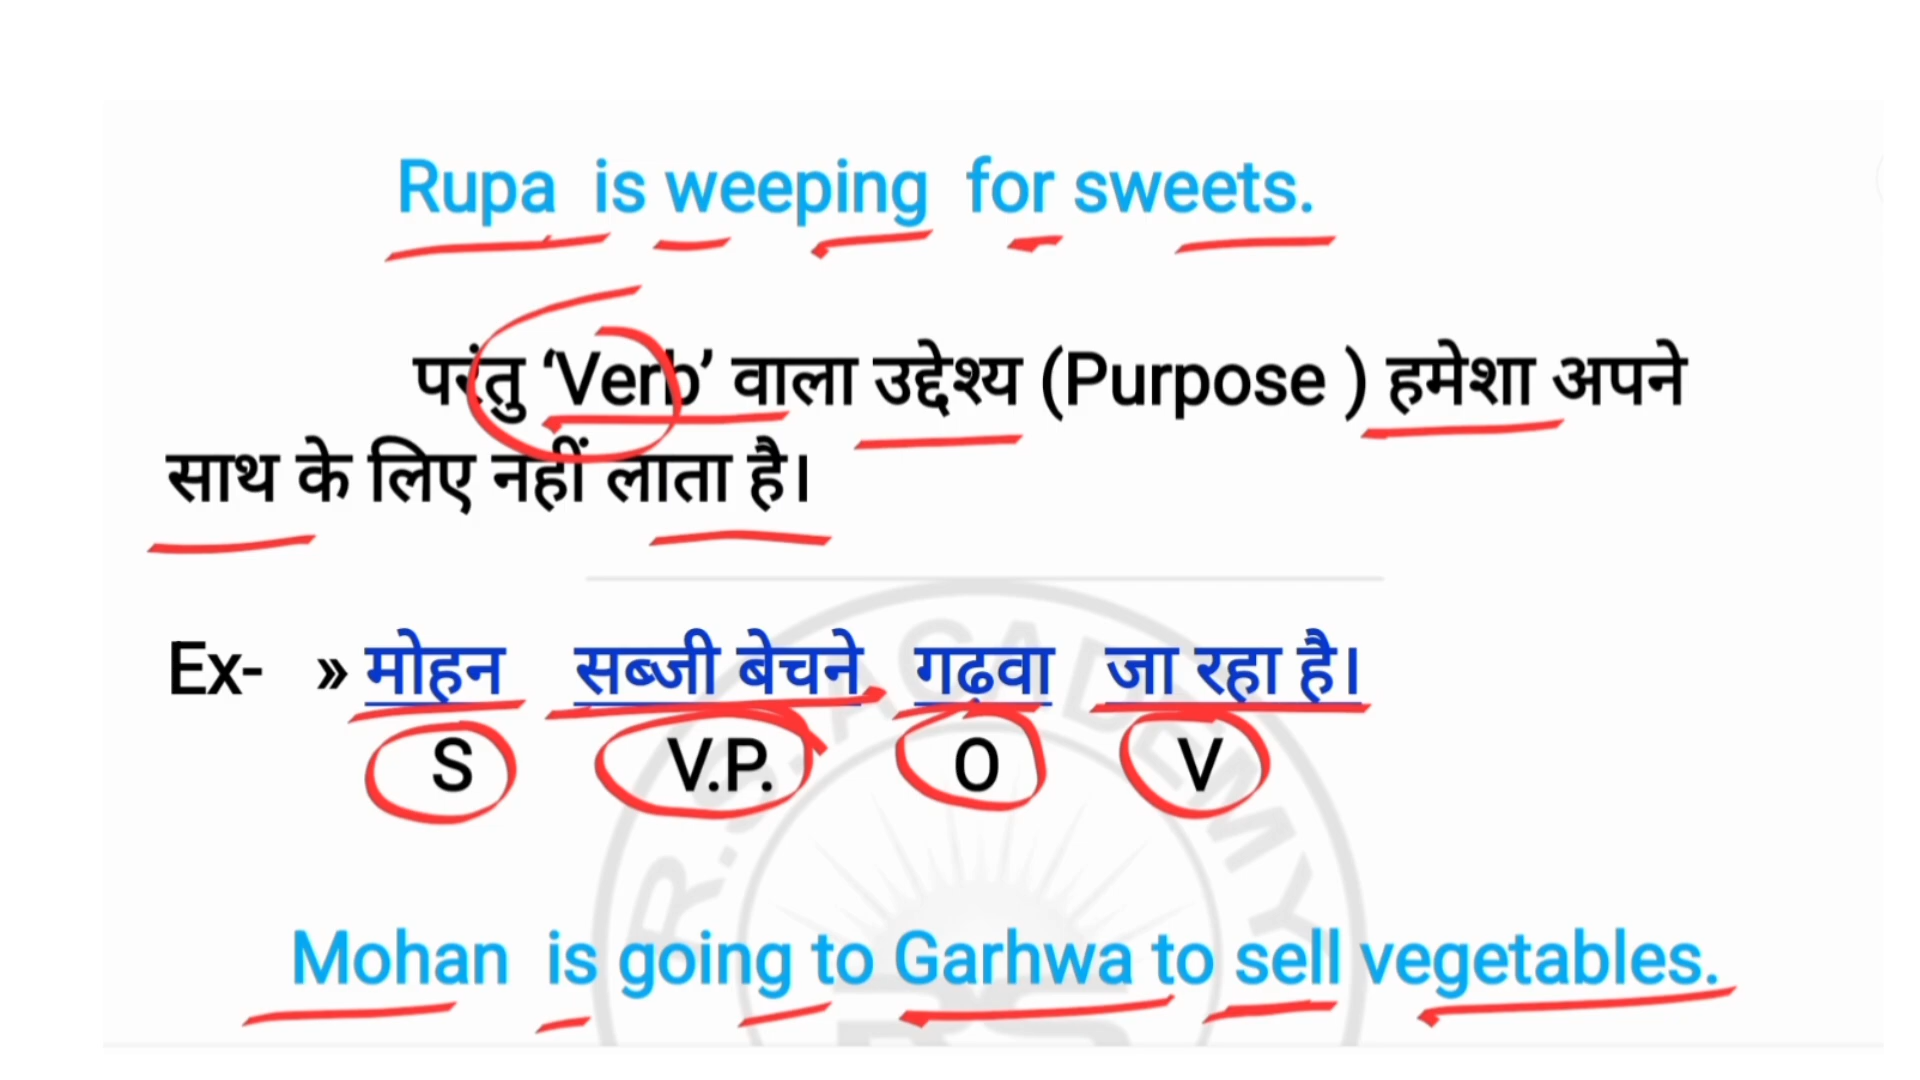 Rupa is weeping for sweets.
परंतु ‘Verb’ वाला उद्देश्य (Purpose ) हमेशा अपने
साथ के लिए नहीं लाता है।
Ex- » मोहन सब्जी बेचने गढ़वा जा रहा है।
S V.P. O V
Mohan is going to Garhwa to sell vegetables.
ACADEMY